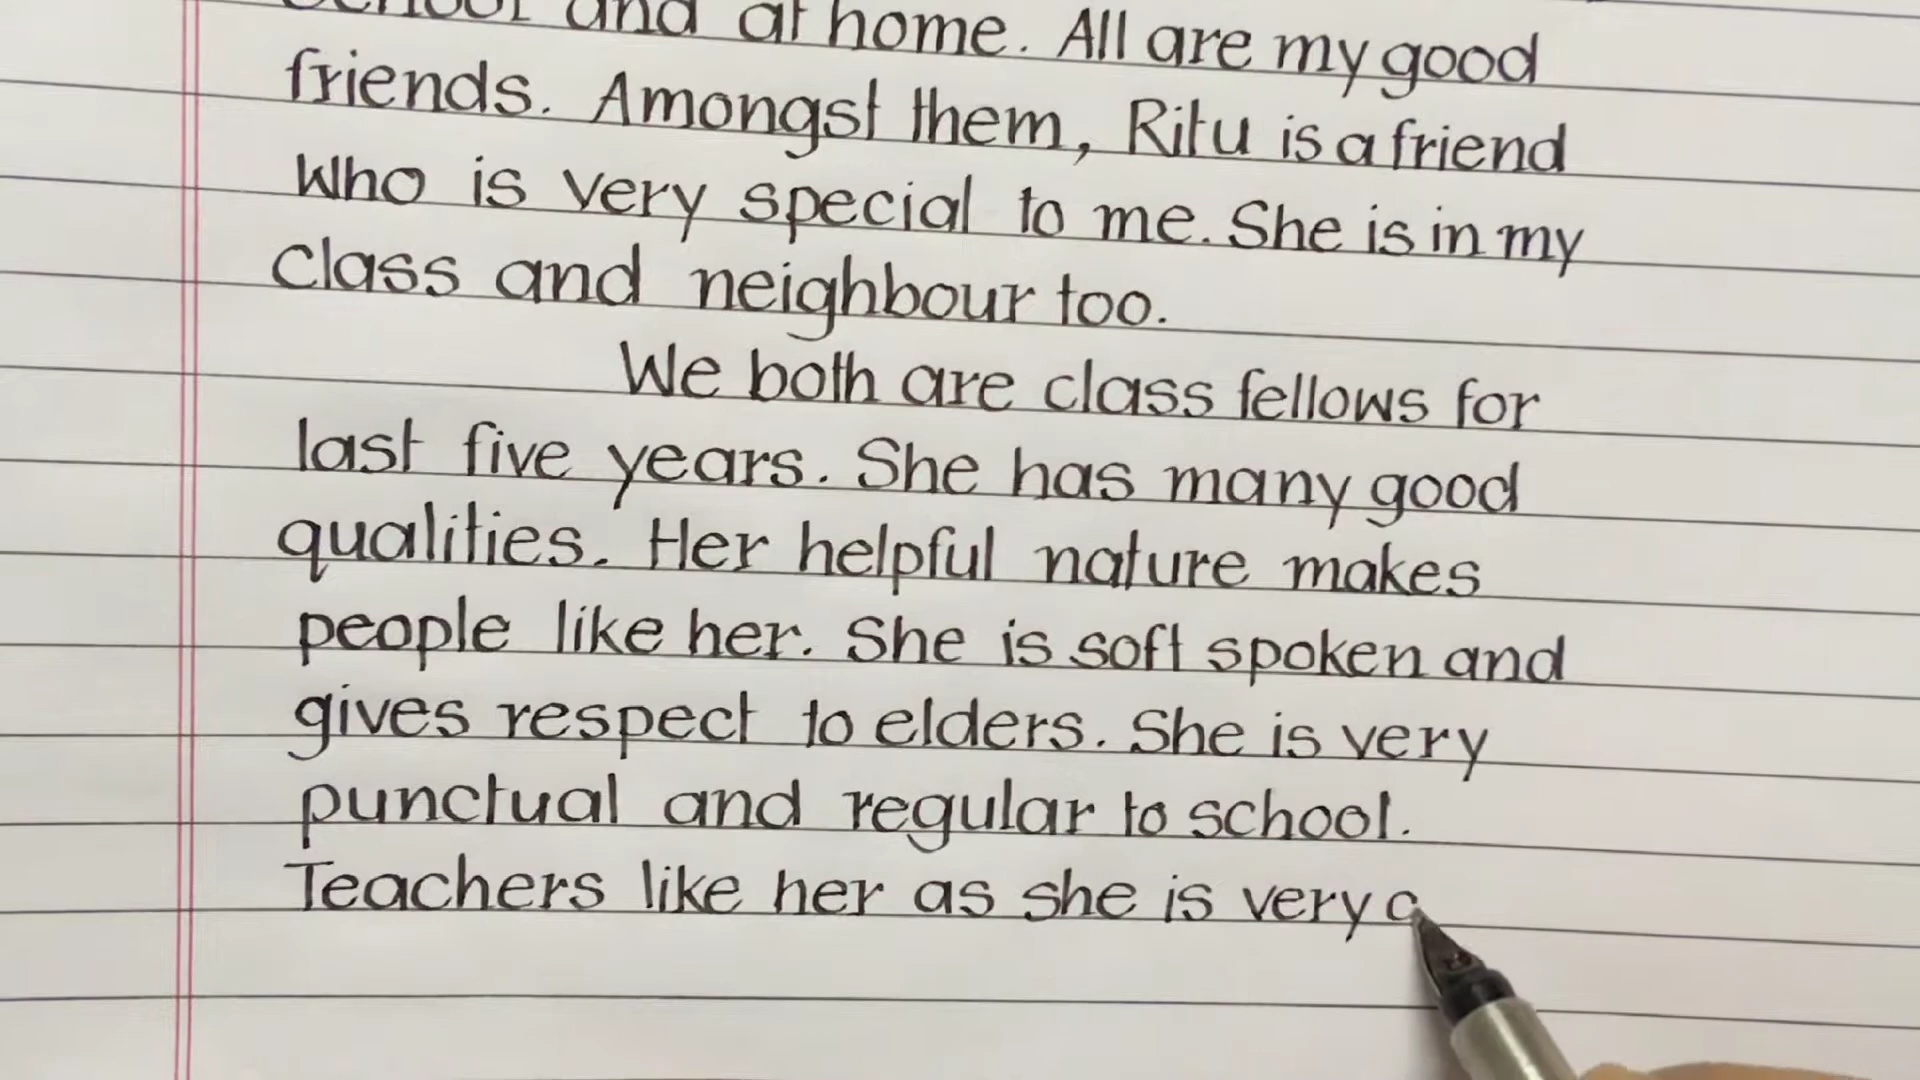 School and at home. All are my good
friends. Amongst them, Ritu is a friend
who is very special to me. She is in my
class and neighbour too.
We both are class fellows for
last five years. She has many good
qualities. Her helpful nature makes
people like her. She is soft spoken and
gives respect to elders. She is very
punctual and regular to school.
Teachers like her as she is very